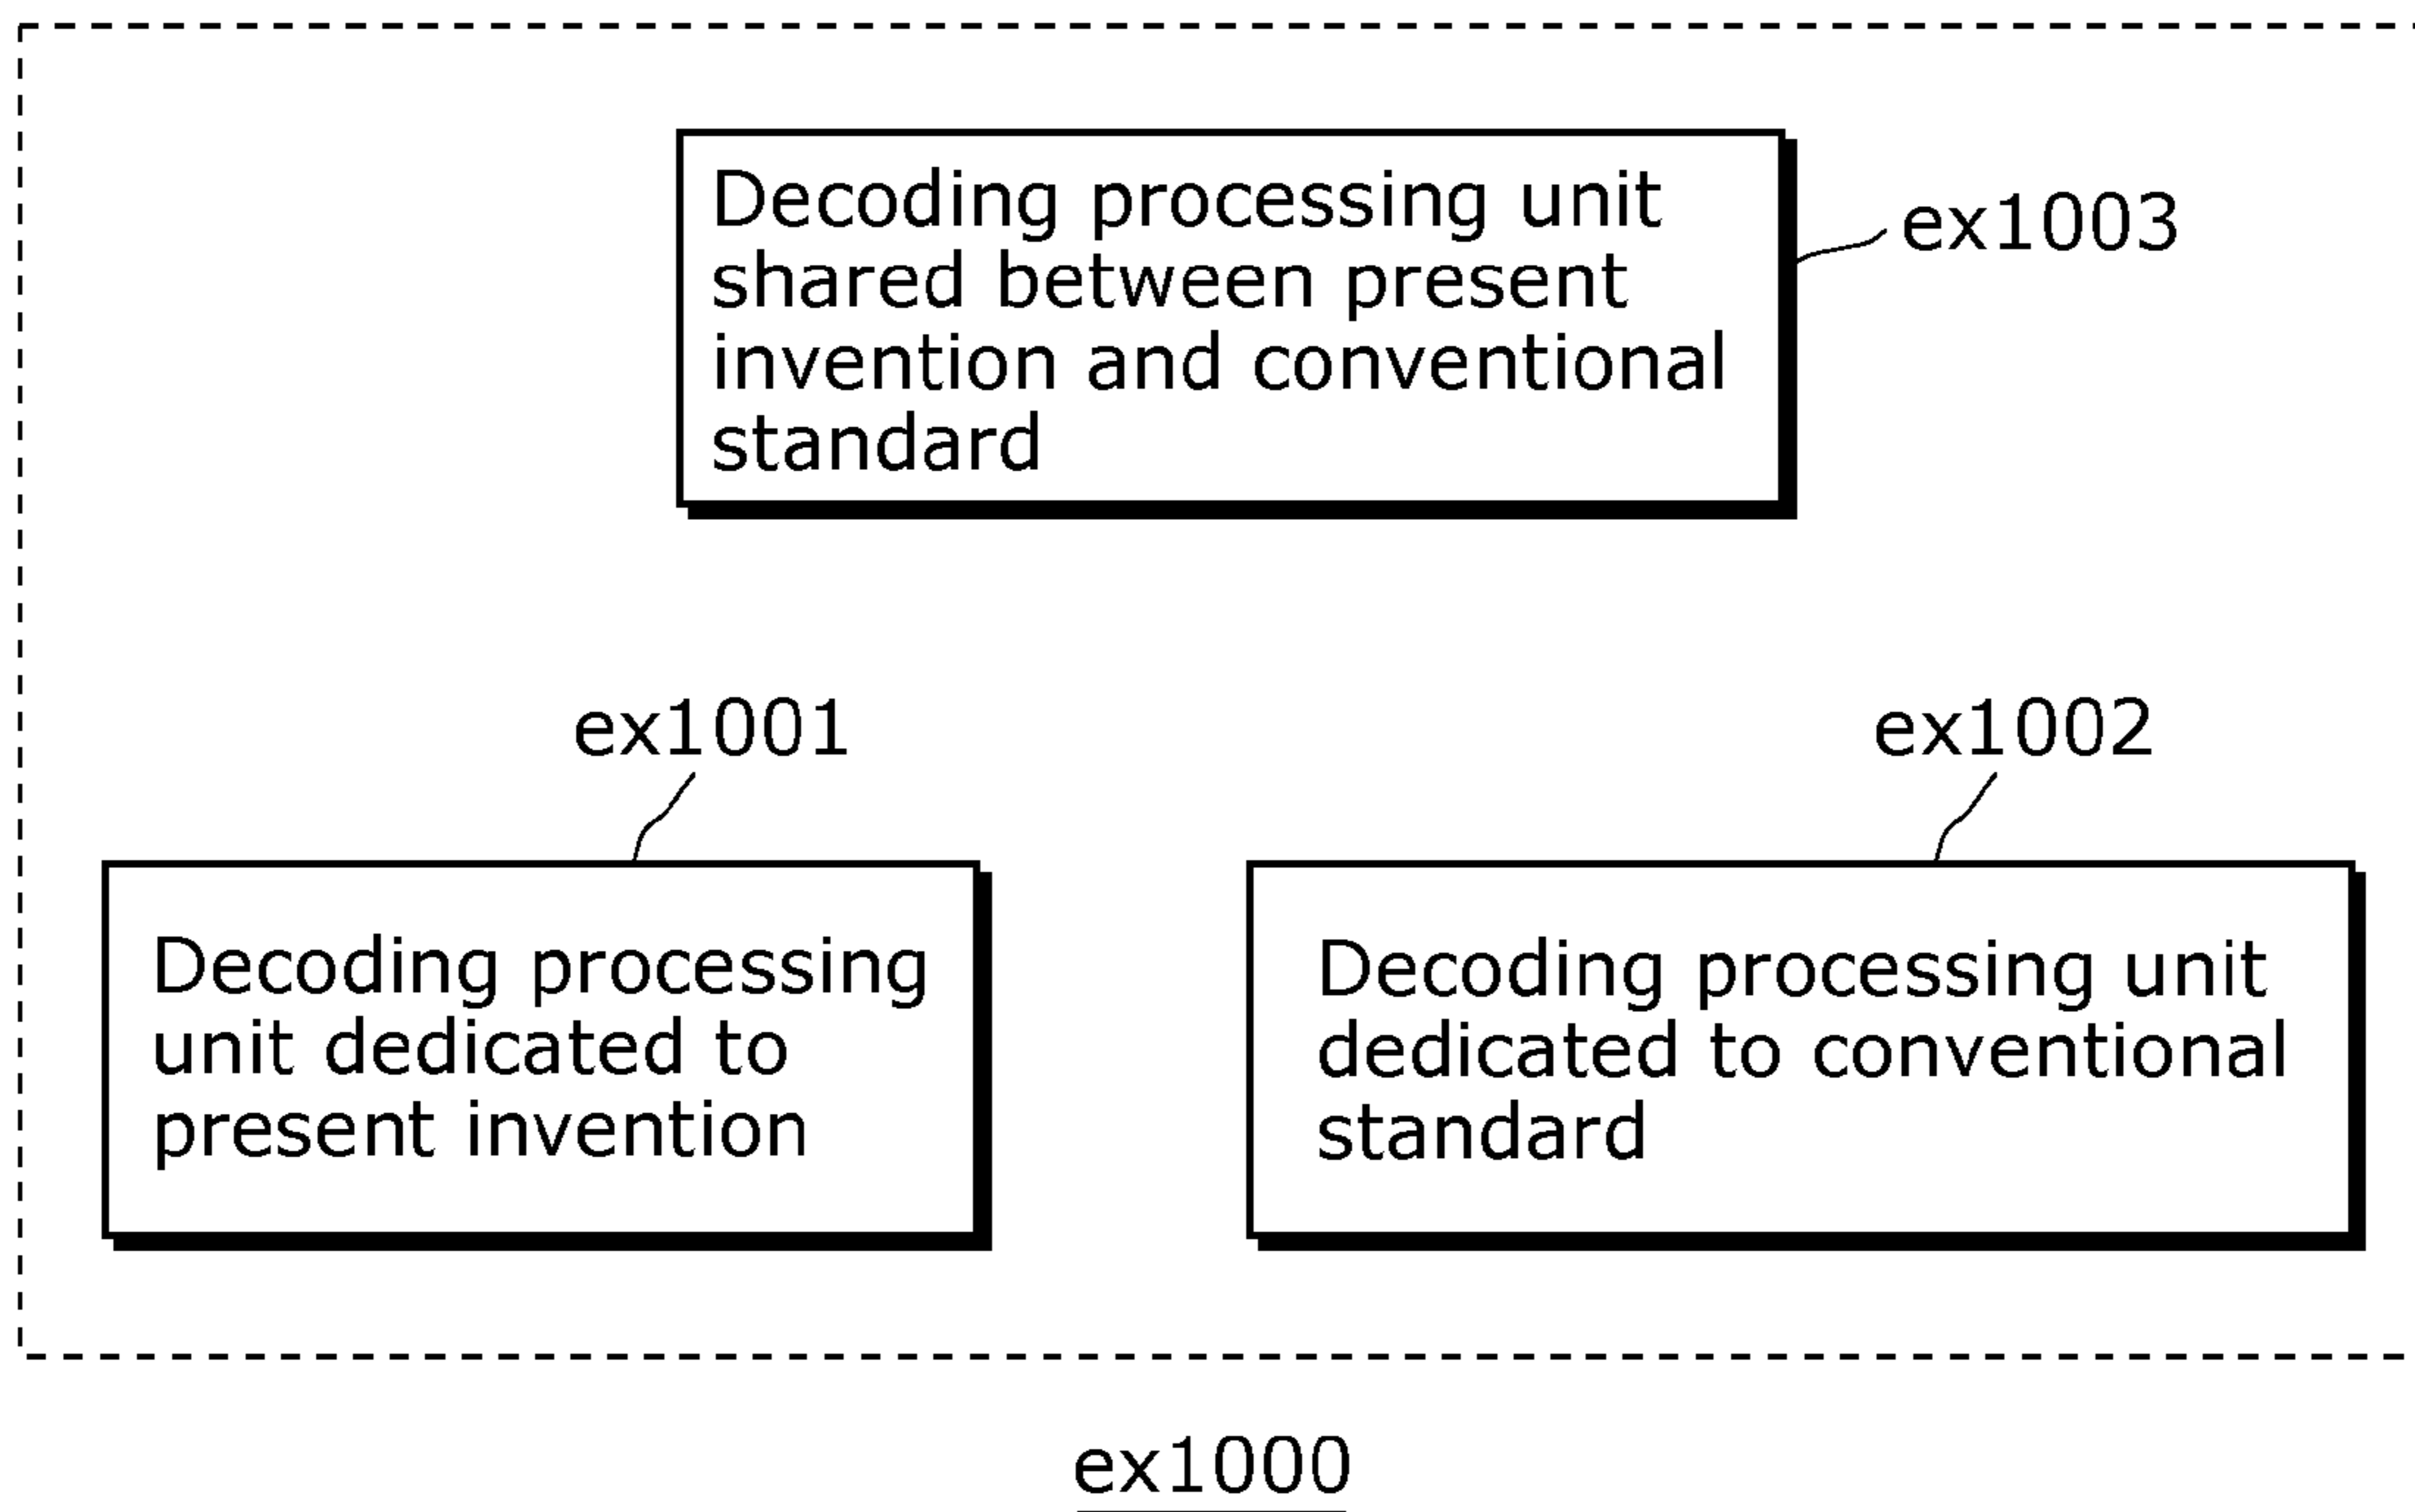 Decoding processing unit
shared between present
invention and conventional
standard
ex1003
ex1001
ex1002
Decoding processing
unit dedicated to
present invention
Decoding processing unit
dedicated to conventional
standard
ex1000